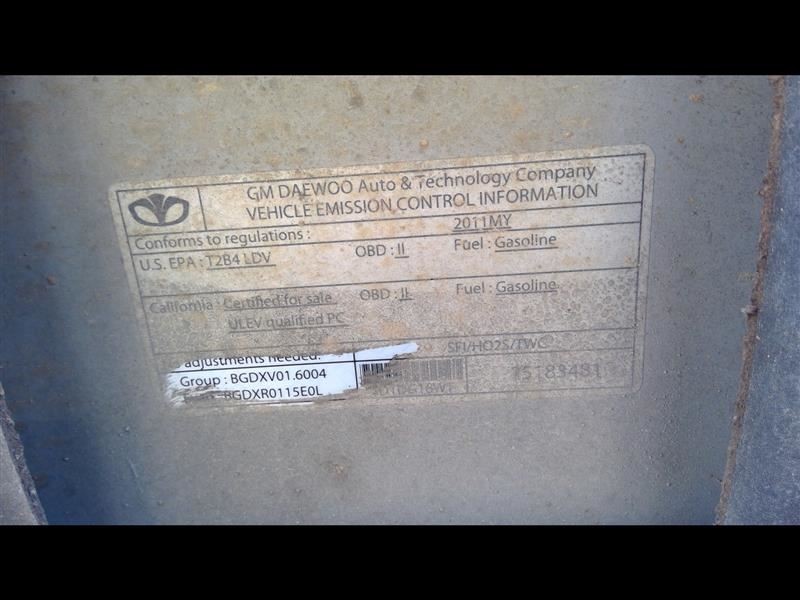 GM DAEWOO Auto & Technology Company
VEHICLE EMISSION CONTROL INFORMATION
Conforms to regulations : 2011MY
U.S. EPA : T2B4 LDV OBD : II Fuel : Gasoline
California : Certified for sale OBD : II Fuel : Gasoline
ULEV qualified PC
SFI/HO2S/TWC
adjustments needed.
Group : BGDXV01.6004
BGDXR0115E0L